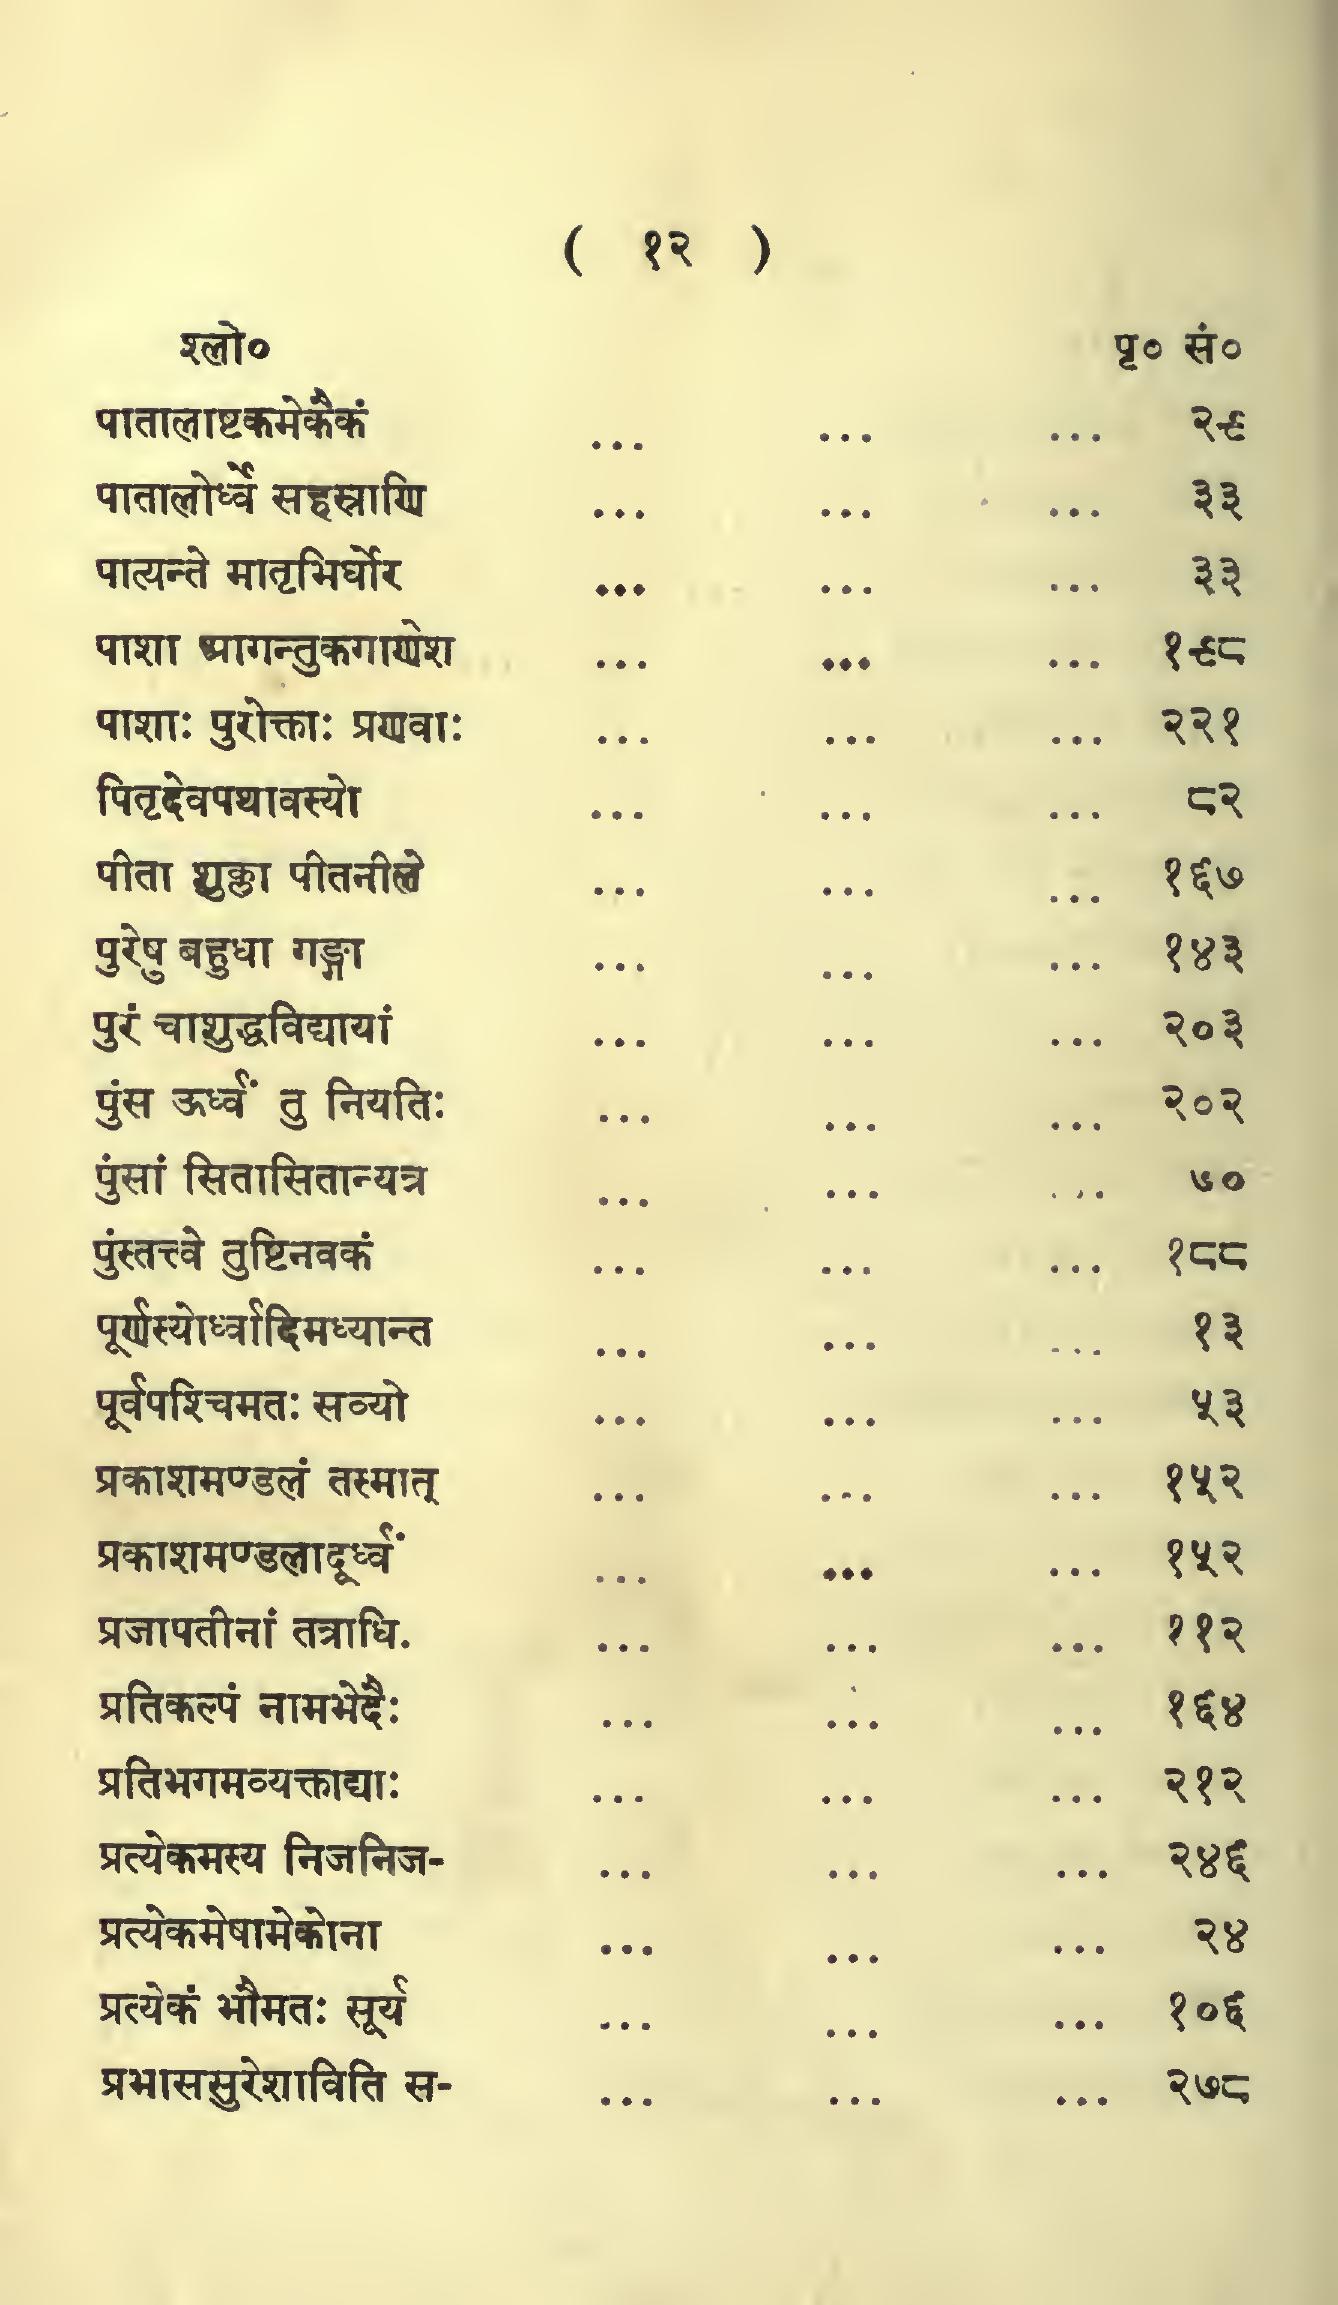 ( १२ )
श्लो० पृ० सं०
पातालाष्टकमेकैकं ... ... ... २९
पातालोर्ध्वे सहस्राणि ... ... ... ३३
पात्यन्ते मातृभिर्घोर ... ... ... ३३
पाशा आगन्तुकगाणेश ... ... ... १९८
पाशाः पुरोक्ताः प्रणवाः ... ... ... २२१
पितृदेवपथावस्यो ... ... ... ८२
पीता शुक्ला पीतनीले ... ... ... १६७
पुरेषु बहुधा गङ्गा ... ... ... १४३
पुरं चाशुद्धविद्यायां ... ... ... २०३
पुंस ऊर्ध्वं तु नियतिः ... ... ... २०२
पुंसां सितासितान्यत्र ... ... ... ७०
पुंस्तत्त्वे तुष्टिनवकं ... ... ... १८८
पूर्णस्योर्ध्वादिमध्यान्त ... ... ... १३
पूर्वपश्चिमतः सव्यो ... ... ... ५३
प्रकाशमण्डलं तस्मात् ... ... ... १५२
प्रकाशमण्डलादूर्ध्वं ... ... ... १५२
प्रजापतीनां तत्राधि. ... ... ... ११२
प्रतिकल्पं नामभेदैः ... ... ... १६४
प्रतिभगमव्यक्ताद्याः ... ... ... २१२
प्रत्येकमस्य निजनिज- ... ... ... २४६
प्रत्येकमेषामेकोना ... ... ... २४
प्रत्येकं भौमतः सूर्य ... ... ... १०६
प्रभाससुरेशाविति स- ... ... ... २७८